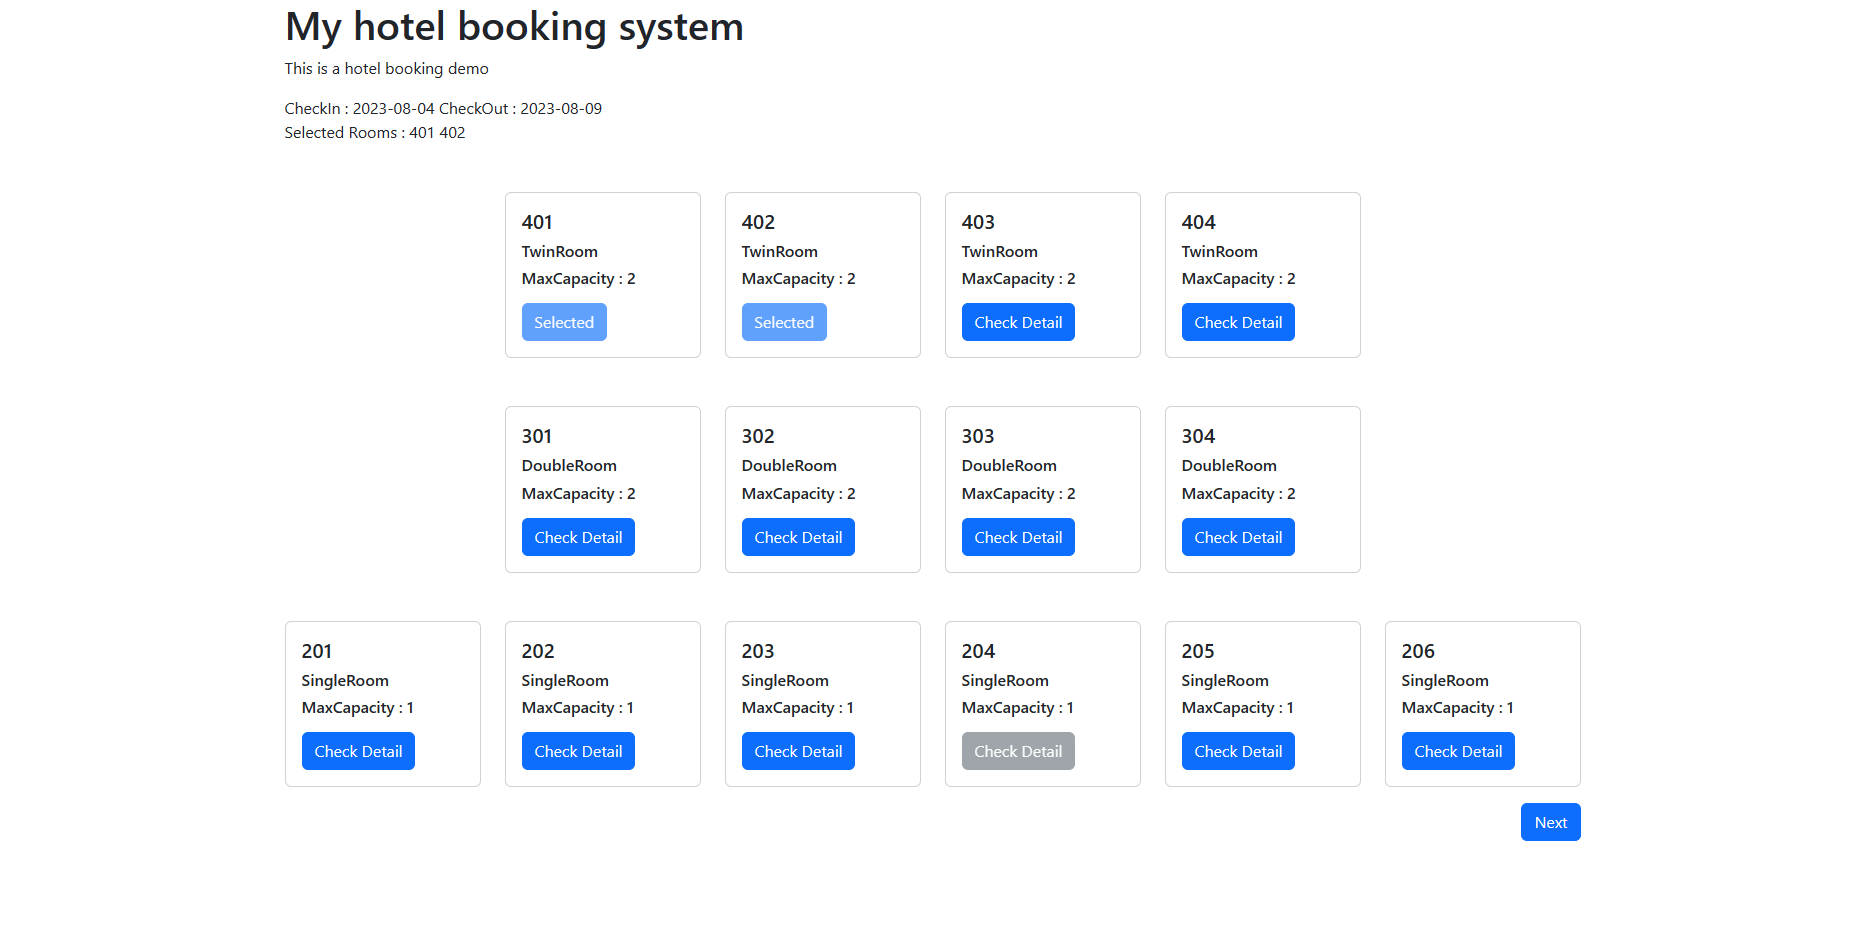 My hotel booking system
This is a hotel booking demo
CheckIn : 2023-08-04 CheckOut : 2023-08-09
Selected Rooms : 401 402
401
TwinRoom
MaxCapacity : 2
Selected
402
TwinRoom
MaxCapacity : 2
Selected
403
TwinRoom
MaxCapacity : 2
Check Detail
404
TwinRoom
MaxCapacity : 2
Check Detail
301
DoubleRoom
MaxCapacity : 2
Check Detail
302
DoubleRoom
MaxCapacity : 2
Check Detail
303
DoubleRoom
MaxCapacity : 2
Check Detail
304
DoubleRoom
MaxCapacity : 2
Check Detail
201
SingleRoom
MaxCapacity : 1
Check Detail
202
SingleRoom
MaxCapacity : 1
Check Detail
203
SingleRoom
MaxCapacity : 1
Check Detail
204
SingleRoom
MaxCapacity : 1
Check Detail
205
SingleRoom
MaxCapacity : 1
Check Detail
206
SingleRoom
MaxCapacity : 1
Check Detail
Next